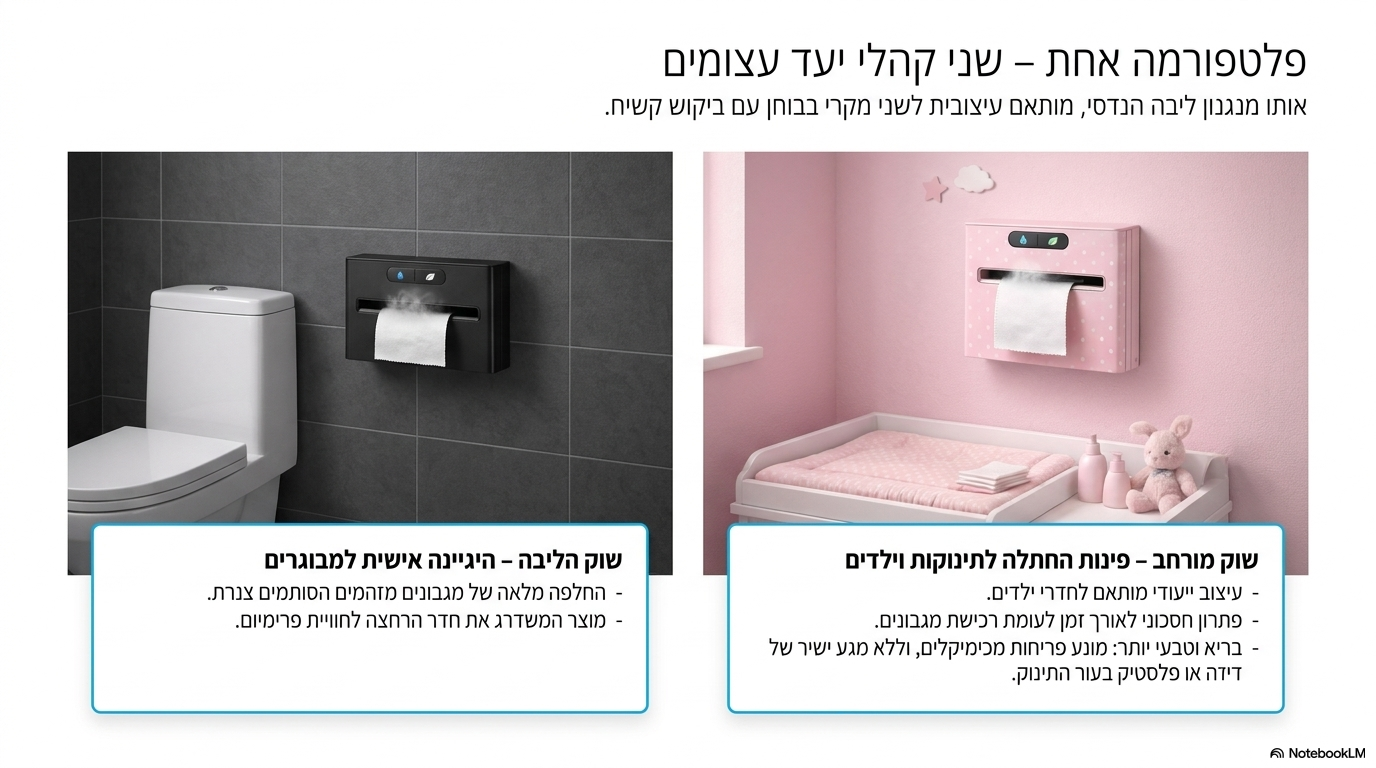 פלטפורמה אחת – שני קהלי יעד עצומים
אותו מנגנון ליבה הנדסי, מותאם עיצובית לשני מקרי בבוחן עם ביקוש קשיח.
שוק מורחב – פינות החתלה לתינוקות וילדים
- עיצוב ייעודי מותאם לחדרי ילדים.
- פתרון חסכוני לאורך זמן לעומת רכישת מגבונים.
- בריא וטבעי יותר: מונע פריחות מכימיקלים, וללא מגע ישיר של
דידה או פלסטיק בעור התינוק.
שוק הליבה – היגיינה אישית למבוגרים
- החלפה מלאה של מגבונים מזהמים הסותמים צנרת.
- מוצר המשדרג את חדר הרחצה לחוויית פרימיום.
NotebookLM